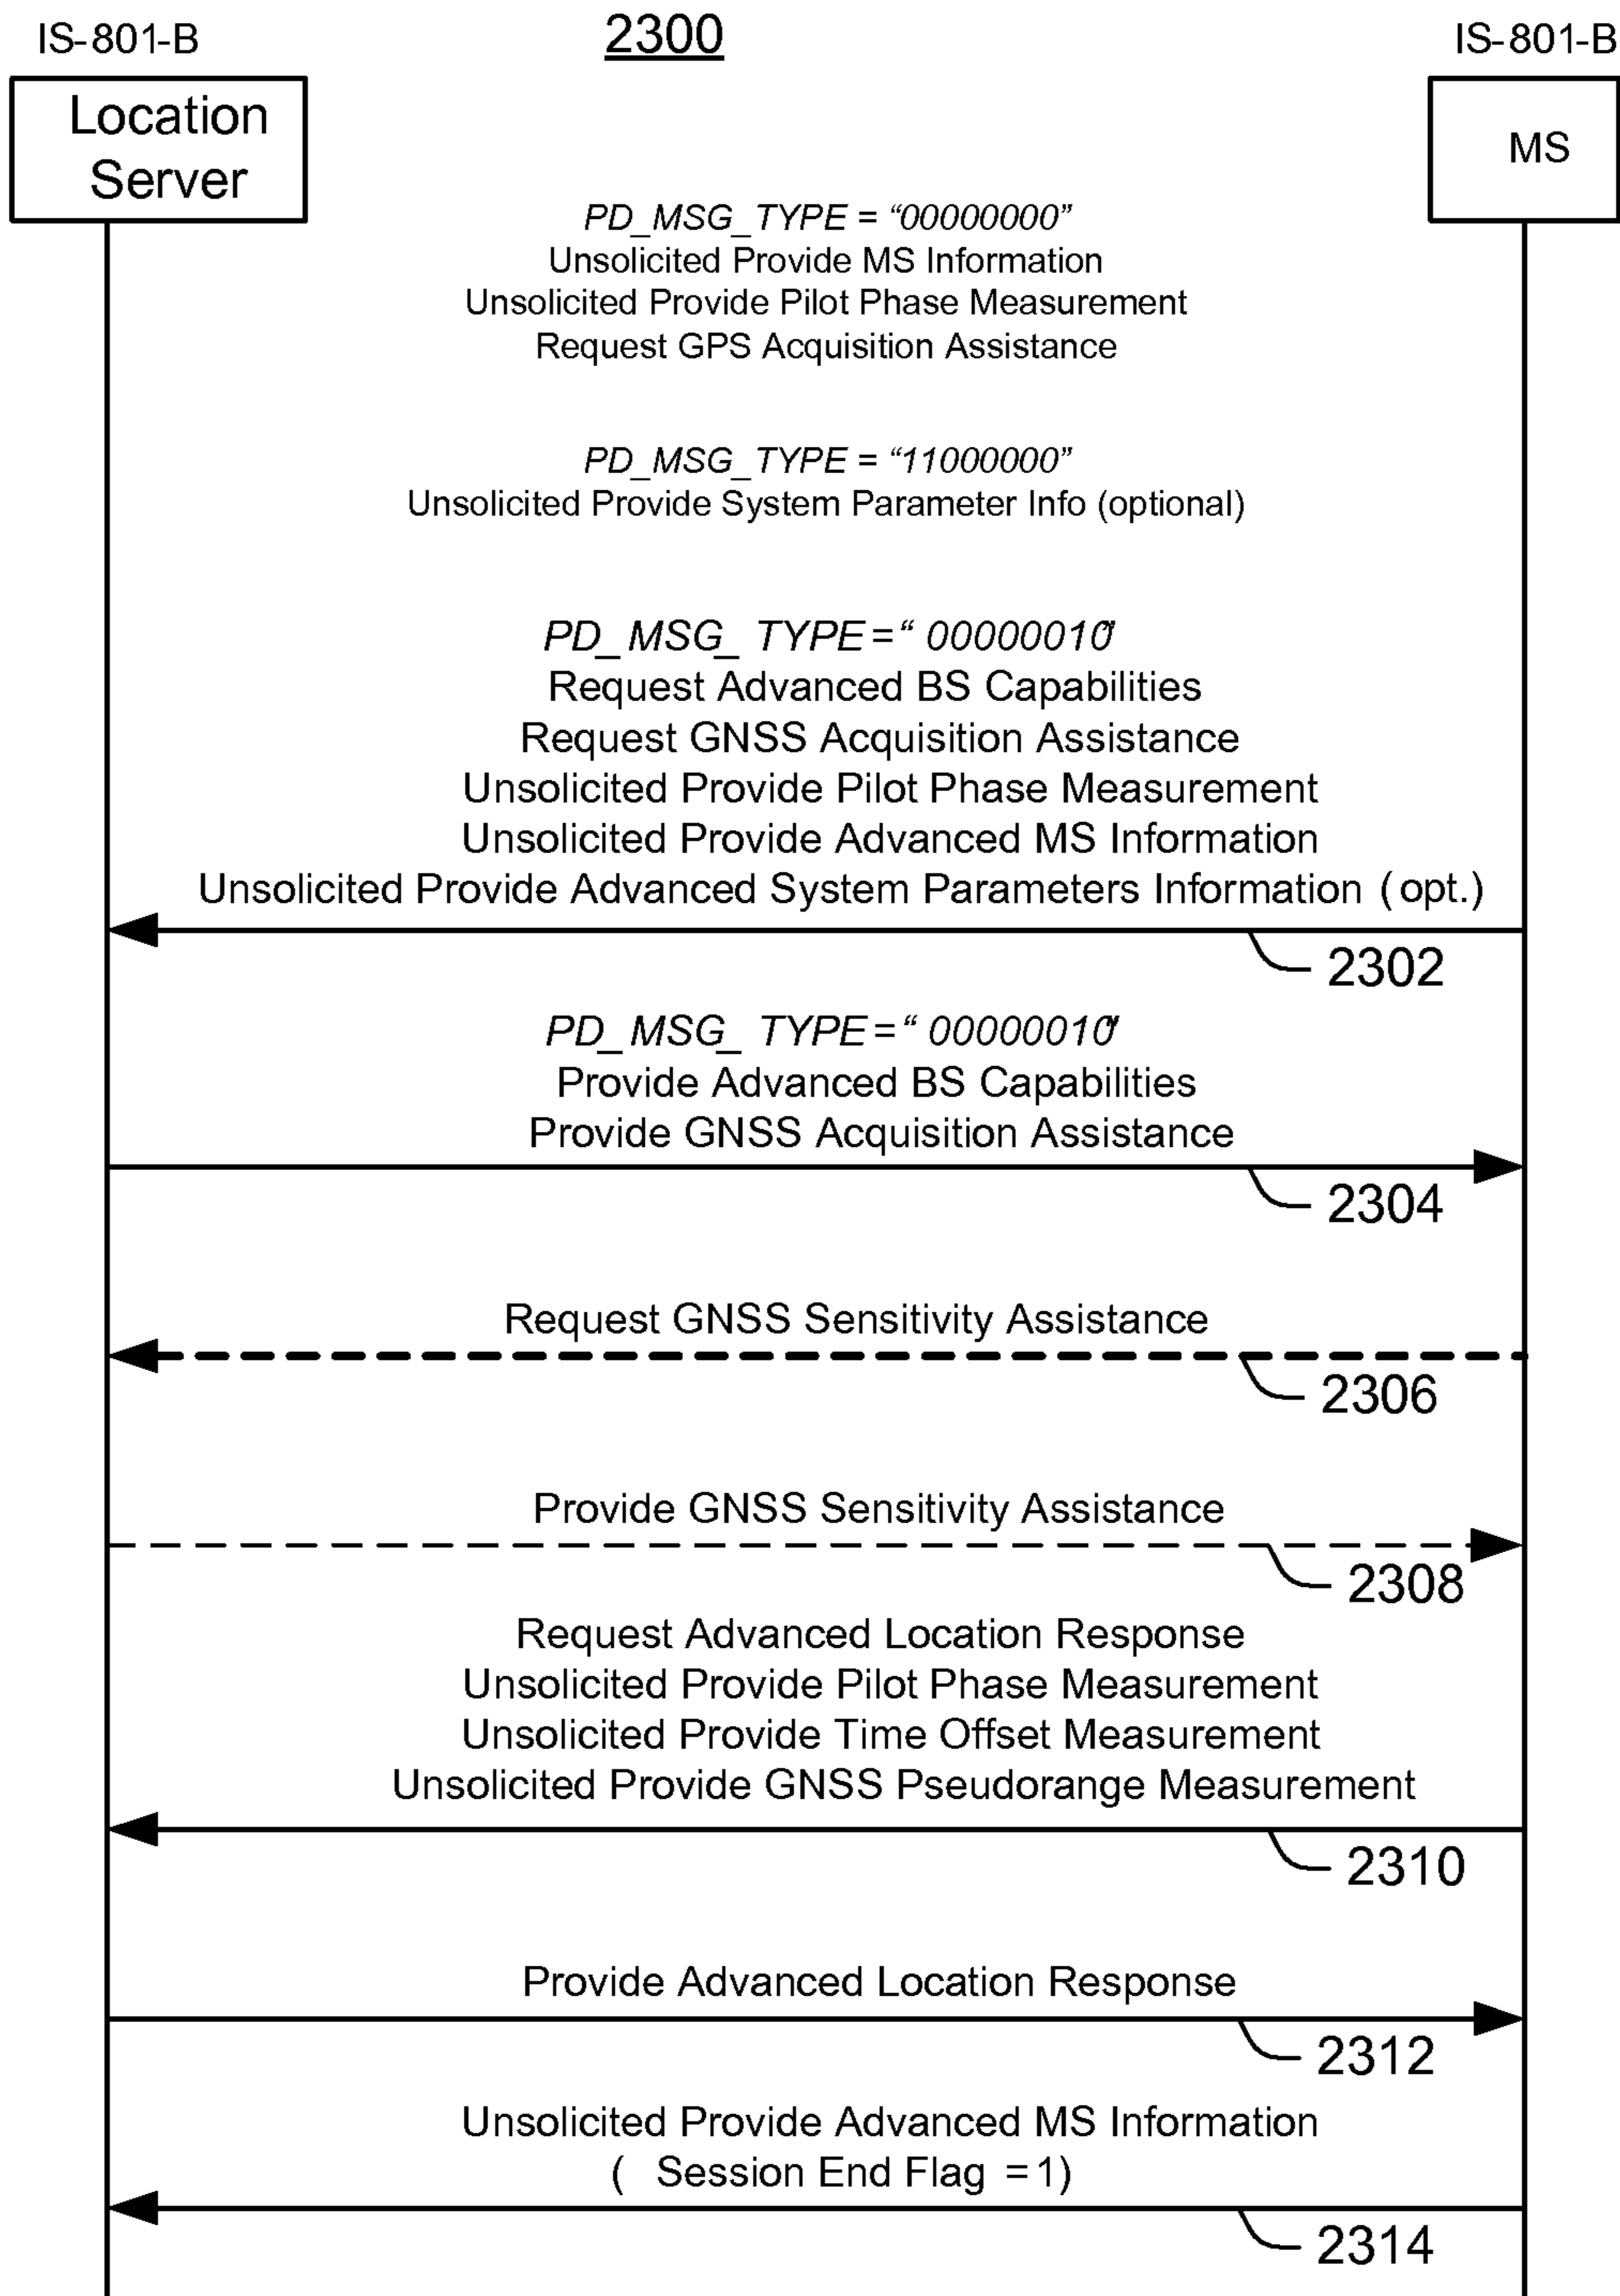 IS-801-B
2300
IS-801-B
Location
Server
MS
PD_MSG_TYPE = “00000000”
Unsolicited Provide MS Information
Unsolicited Provide Pilot Phase Measurement
Request GPS Acquisition Assistance
PD_MSG_TYPE = “11000000”
Unsolicited Provide System Parameter Info (optional)
PD_MSG_TYPE=“00000010”
Request Advanced BS Capabilities
Request GNSS Acquisition Assistance
Unsolicited Provide Pilot Phase Measurement
Unsolicited Provide Advanced MS Information
Unsolicited Provide Advanced System Parameters Information (opt.)
2302
PD_MSG_TYPE=“00000010”
Provide Advanced BS Capabilities
Provide GNSS Acquisition Assistance
2304
Request GNSS Sensitivity Assistance
2306
Provide GNSS Sensitivity Assistance
2308
Request Advanced Location Response
Unsolicited Provide Pilot Phase Measurement
Unsolicited Provide Time Offset Measurement
Unsolicited Provide GNSS Pseudorange Measurement
2310
Provide Advanced Location Response
2312
Unsolicited Provide Advanced MS Information
( Session End Flag =1)
2314